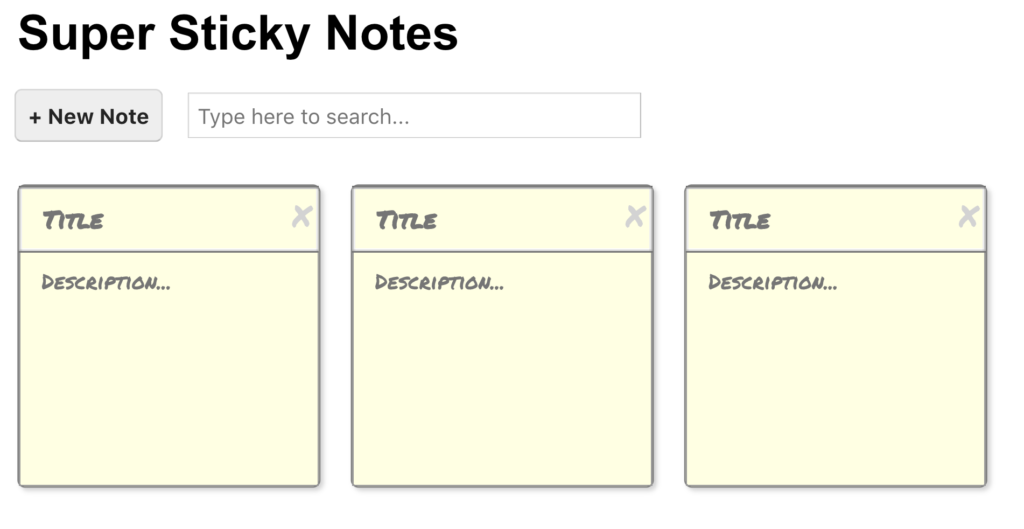 Super Sticky Notes
+ New Note
Type here to search...
Title
Title
Title
Description...
Description...
Description...